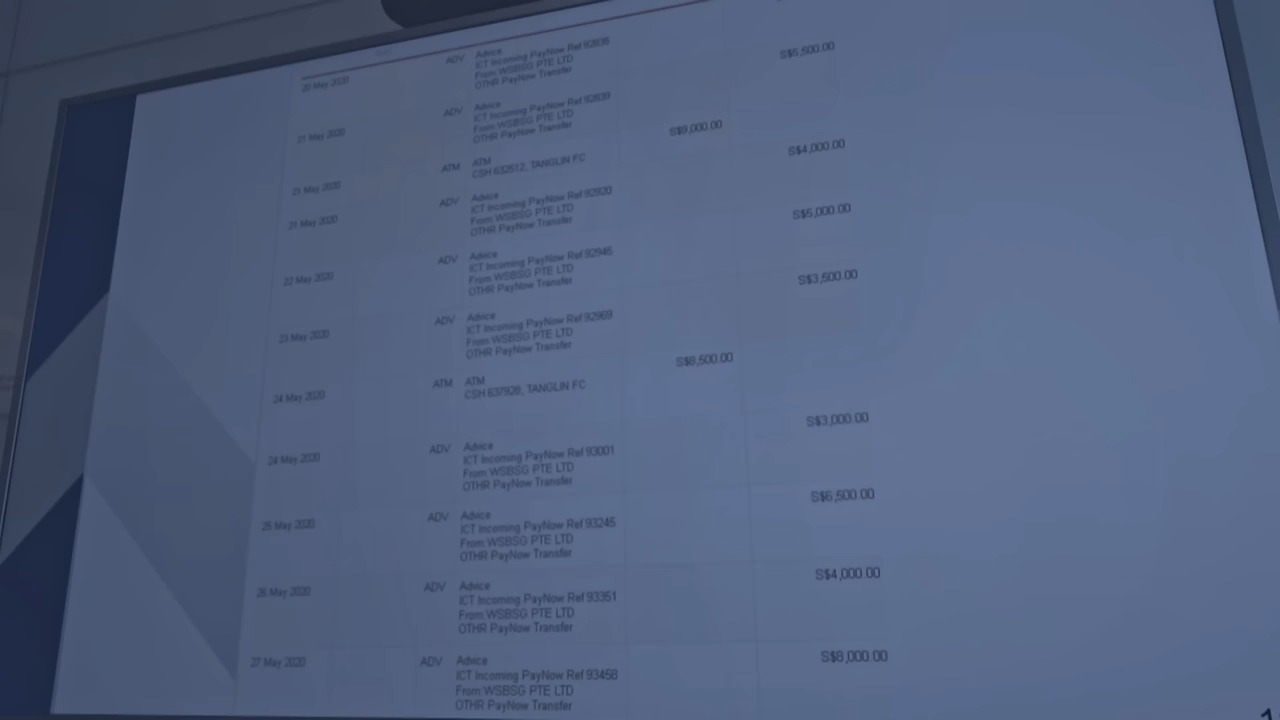 20 May 2020 ADV Advice
ICT Incoming PayNow Ref 92835
From WSBSG PTE LTD
OTHR PayNow Transfer
S$5,500.00
21 May 2020 ADV Advice
ICT Incoming PayNow Ref 92839
From WSBSG PTE LTD
OTHR PayNow Transfer
21 May 2020 ATM ATM S$9,000.00
CSH 632512, TANGLIN FC
S$4,000.00
21 May 2020 ADV Advice
ICT Incoming PayNow Ref 92920
From WSBSG PTE LTD
OTHR PayNow Transfer
S$5,000.00
22 May 2020 ADV Advice
ICT Incoming PayNow Ref 92945
From WSBSG PTE LTD
OTHR PayNow Transfer
S$3,500.00
23 May 2020 ADV Advice
ICT Incoming PayNow Ref 92969
From WSBSG PTE LTD
OTHR PayNow Transfer
24 May 2020 ATM ATM S$8,500.00
CSH 637928, TANGLIN FC
S$3,000.00
24 May 2020 ADV Advice
ICT Incoming PayNow Ref 93001
From WSBSG PTE LTD
OTHR PayNow Transfer
S$6,500.00
25 May 2020 ADV Advice
ICT Incoming PayNow Ref 93245
From WSBSG PTE LTD
OTHR PayNow Transfer
S$4,000.00
26 May 2020 ADV Advice
ICT Incoming PayNow Ref 93351
From WSBSG PTE LTD
OTHR PayNow Transfer
S$8,000.00
27 May 2020 ADV Advice
ICT Incoming PayNow Ref 93458
From WSBSG PTE LTD
OTHR PayNow Transfer